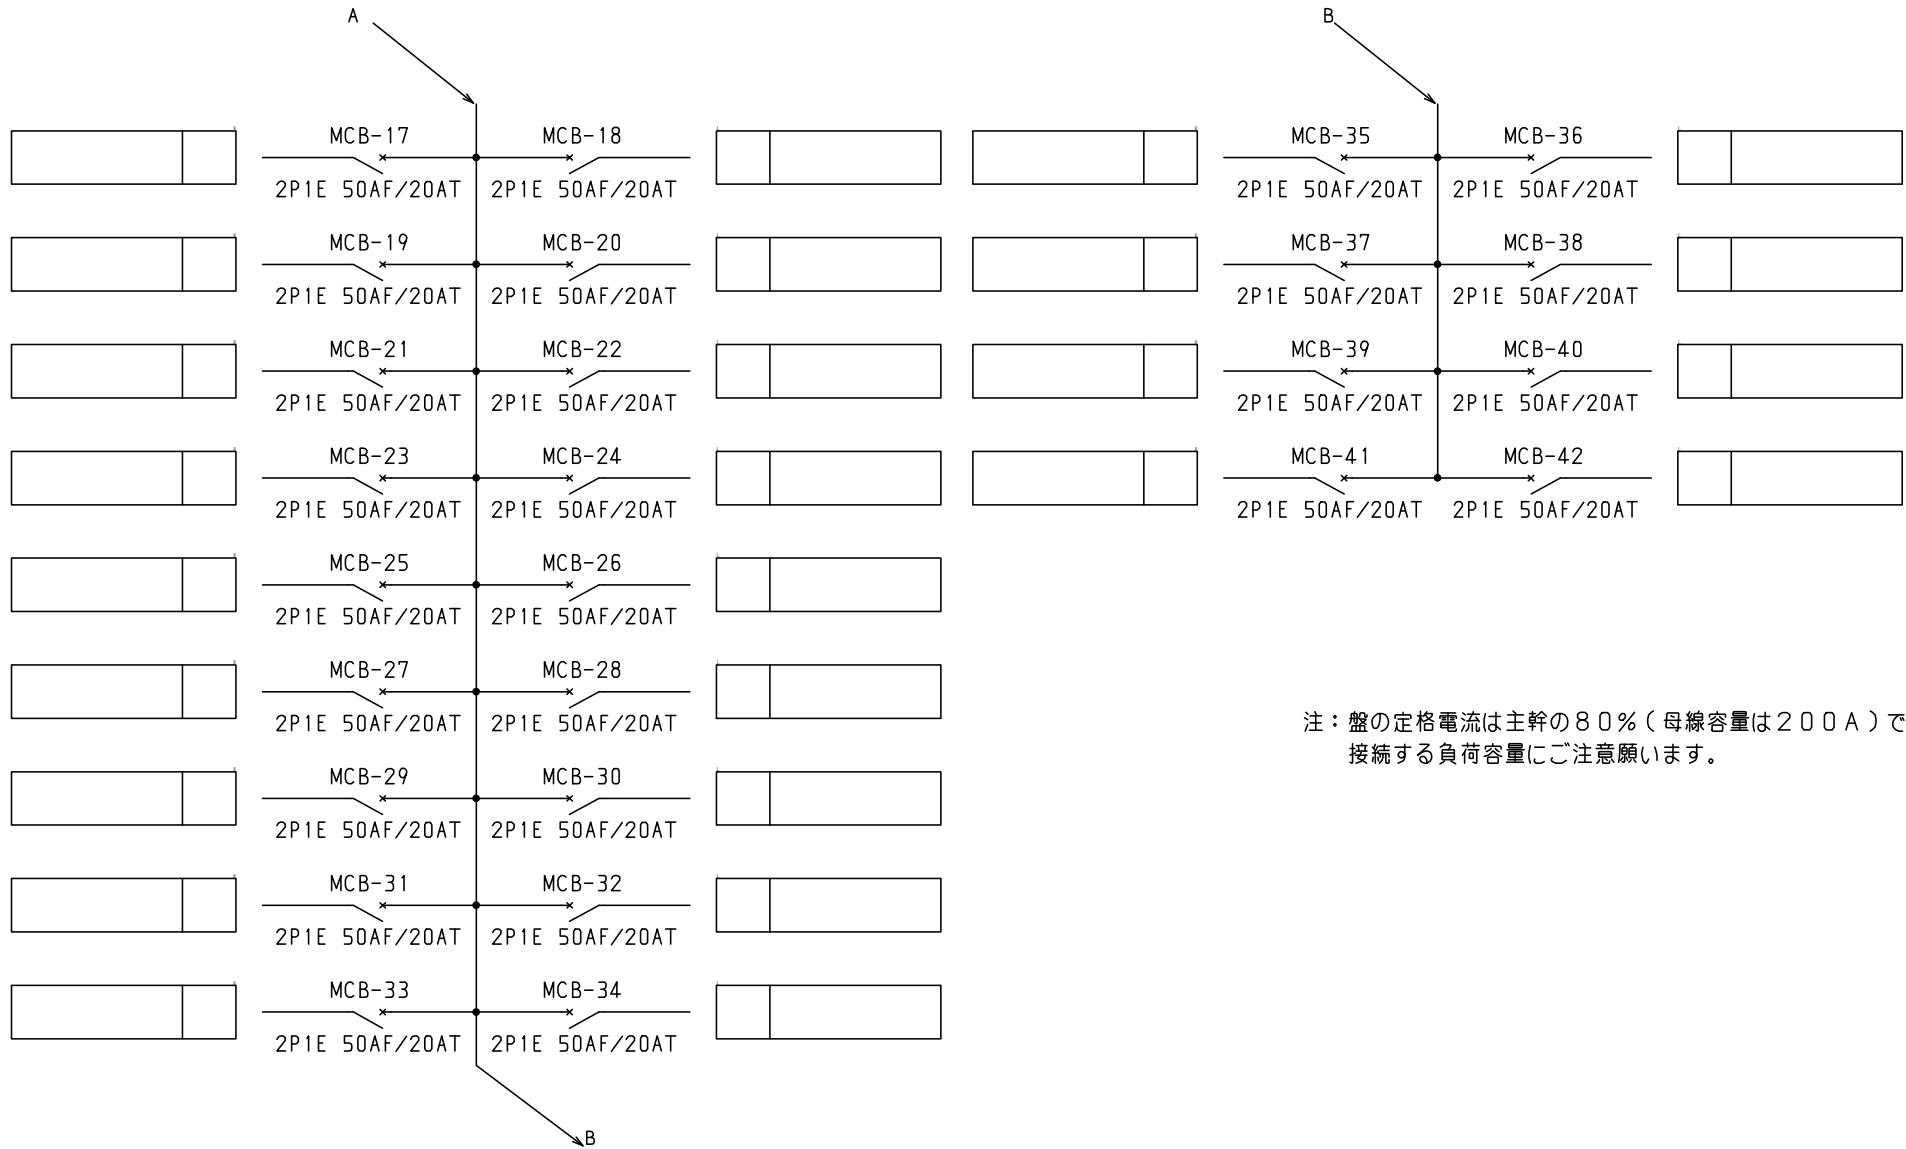 A
MCB-17 MCB-18
2P1E 50AF/20AT 2P1E 50AF/20AT
MCB-19 MCB-20
2P1E 50AF/20AT 2P1E 50AF/20AT
MCB-21 MCB-22
2P1E 50AF/20AT 2P1E 50AF/20AT
MCB-23 MCB-24
2P1E 50AF/20AT 2P1E 50AF/20AT
MCB-25 MCB-26
2P1E 50AF/20AT 2P1E 50AF/20AT
MCB-27 MCB-28
2P1E 50AF/20AT 2P1E 50AF/20AT
MCB-29 MCB-30
2P1E 50AF/20AT 2P1E 50AF/20AT
MCB-31 MCB-32
2P1E 50AF/20AT 2P1E 50AF/20AT
MCB-33 MCB-34
2P1E 50AF/20AT 2P1E 50AF/20AT
B
B
MCB-35 MCB-36
2P1E 50AF/20AT 2P1E 50AF/20AT
MCB-37 MCB-38
2P1E 50AF/20AT 2P1E 50AF/20AT
MCB-39 MCB-40
2P1E 50AF/20AT 2P1E 50AF/20AT
MCB-41 MCB-42
2P1E 50AF/20AT 2P1E 50AF/20AT
注：盤の定格電流は主幹の８０％（母線容量は２００Ａ）で
接続する負荷容量にご注意願います。